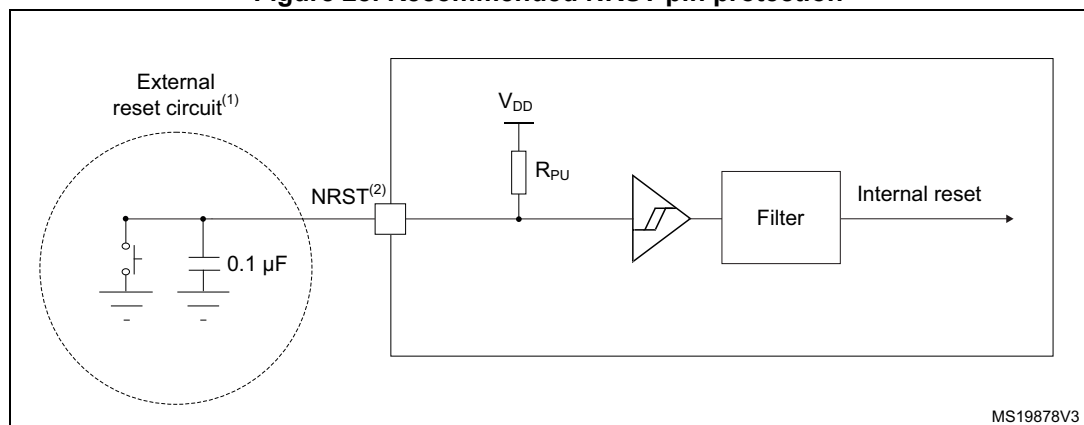 Figure Recommended NRST pin protection
External
reset circuit(1)
VDD
RPU
NRST(2)
Filter
Internal reset
0.1 µF
MS19878V3